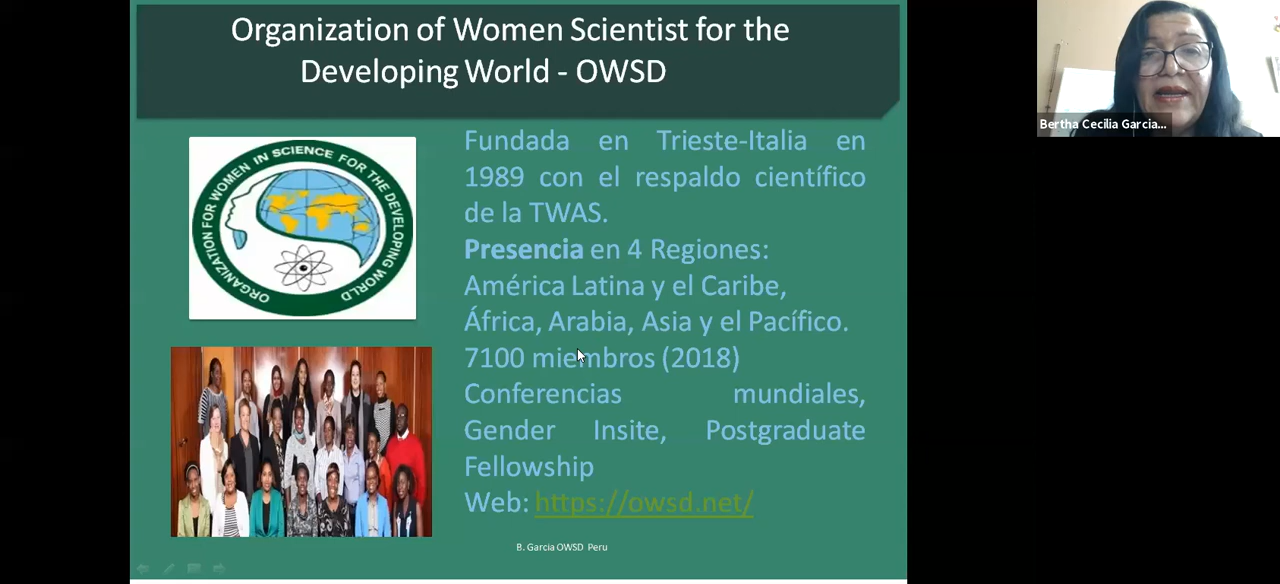 Organization of Women Scientist for the
Developing World - OWSD
ORGANIZATION FOR WOMEN IN SCIENCE FOR THE DEVELOPING WORLD
Fundada en Trieste-Italia en
1989 con el respaldo científico
de la TWAS.
Presencia en 4 Regiones:
América Latina y el Caribe,
África, Arabia, Asia y el Pacífico.
7100 miembros (2018)
Conferencias mundiales,
Gender Insite, Postgraduate
Fellowship
Web: https://owsd.net/
B. Garcia OWSD Peru
Bertha Cecilia Garcia...